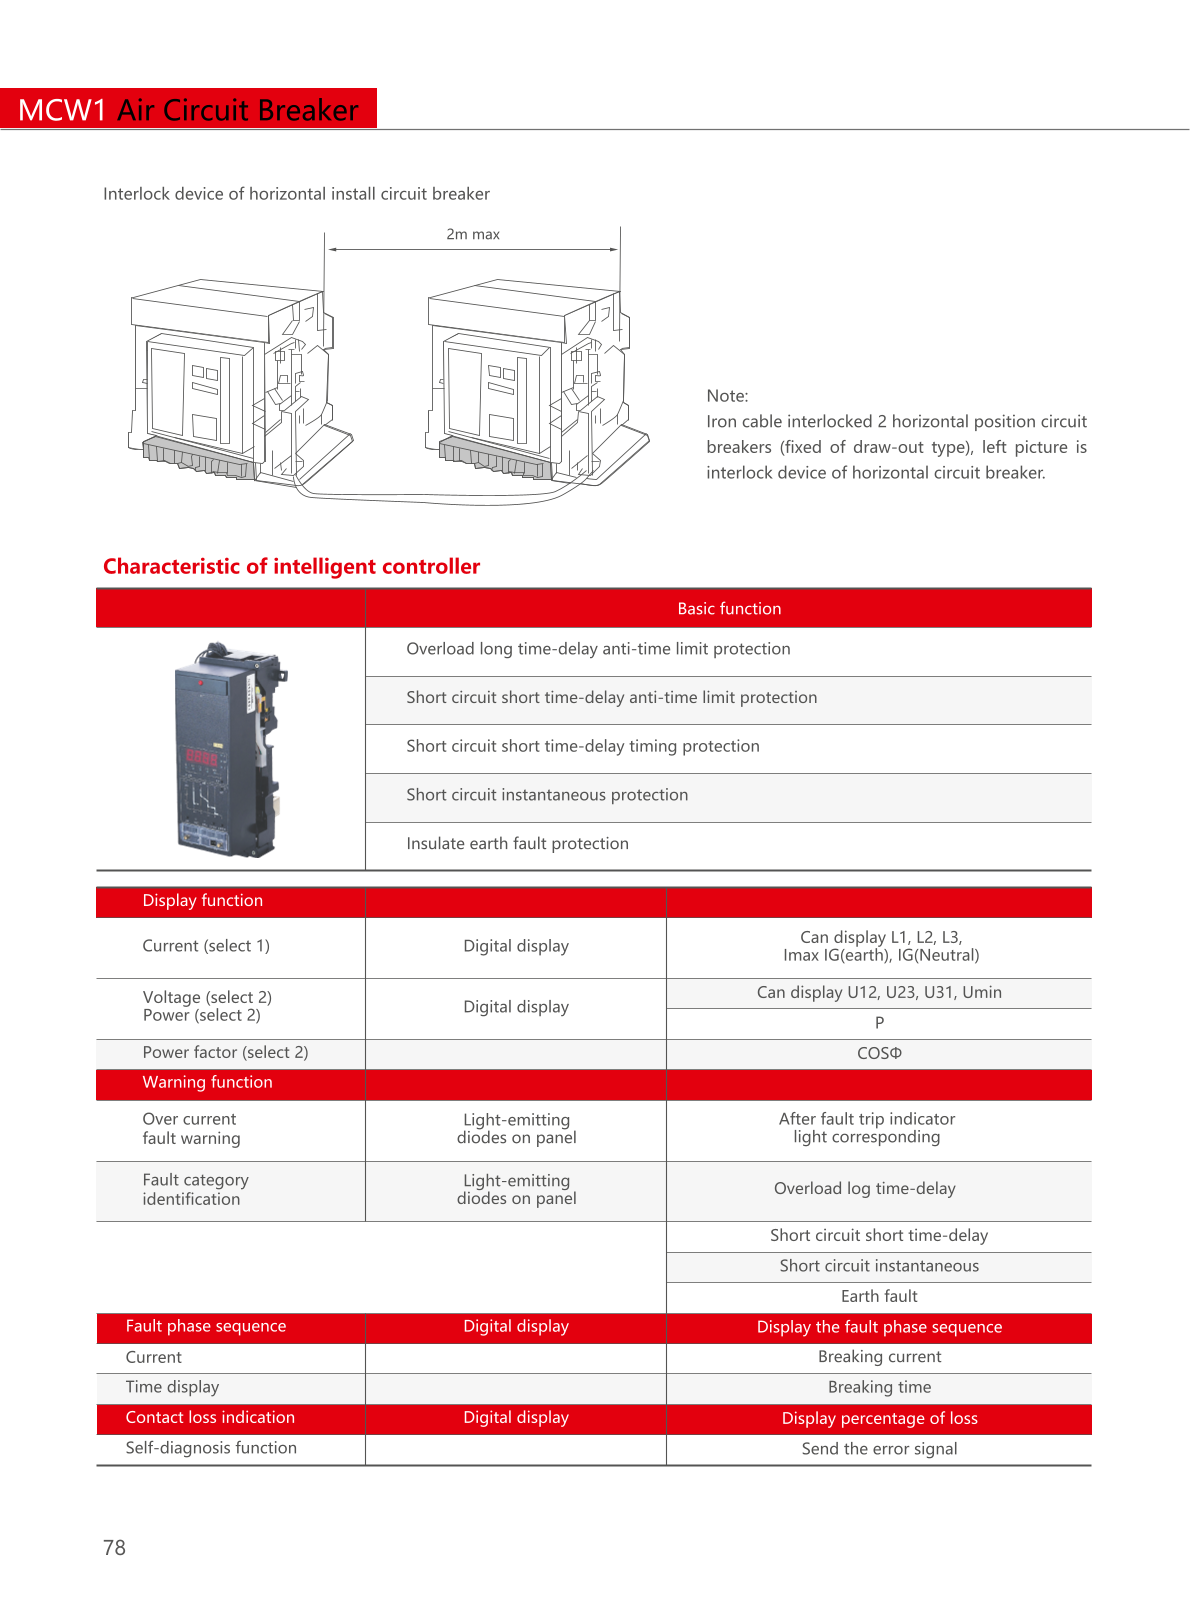 MCW1 Air Circuit Breaker
Interlock device of horizontal install circuit breaker
2m max
Note:
Iron cable interlocked 2 horizontal position circuit
breakers (fixed of draw-out type), left picture is
interlock device of horizontal circuit breaker.
Characteristic of intelligent controller
Basic function
Overload long time-delay anti-time limit protection
Short circuit short time-delay anti-time limit protection
Short circuit short time-delay timing protection
Short circuit instantaneous protection
Insulate earth fault protection
Display function
Current (select 1)
Digital display
Can display L1, L2, L3,
Imax IG(earth), IG(Neutral)
Voltage (select 2)
Power (select 2)
Digital display
Can display U12, U23, U31, Umin
P
Power factor (select 2)
COSΦ
Warning function
Over current
fault warning
Light-emitting
diodes on panel
After fault trip indicator
light corresponding
Fault category
identification
Light-emitting
diodes on panel
Overload log time-delay
Short circuit short time-delay
Short circuit instantaneous
Earth fault
Fault phase sequence
Digital display
Display the fault phase sequence
Current
Breaking current
Time display
Breaking time
Contact loss indication
Digital display
Display percentage of loss
Self-diagnosis function
Send the error signal
78